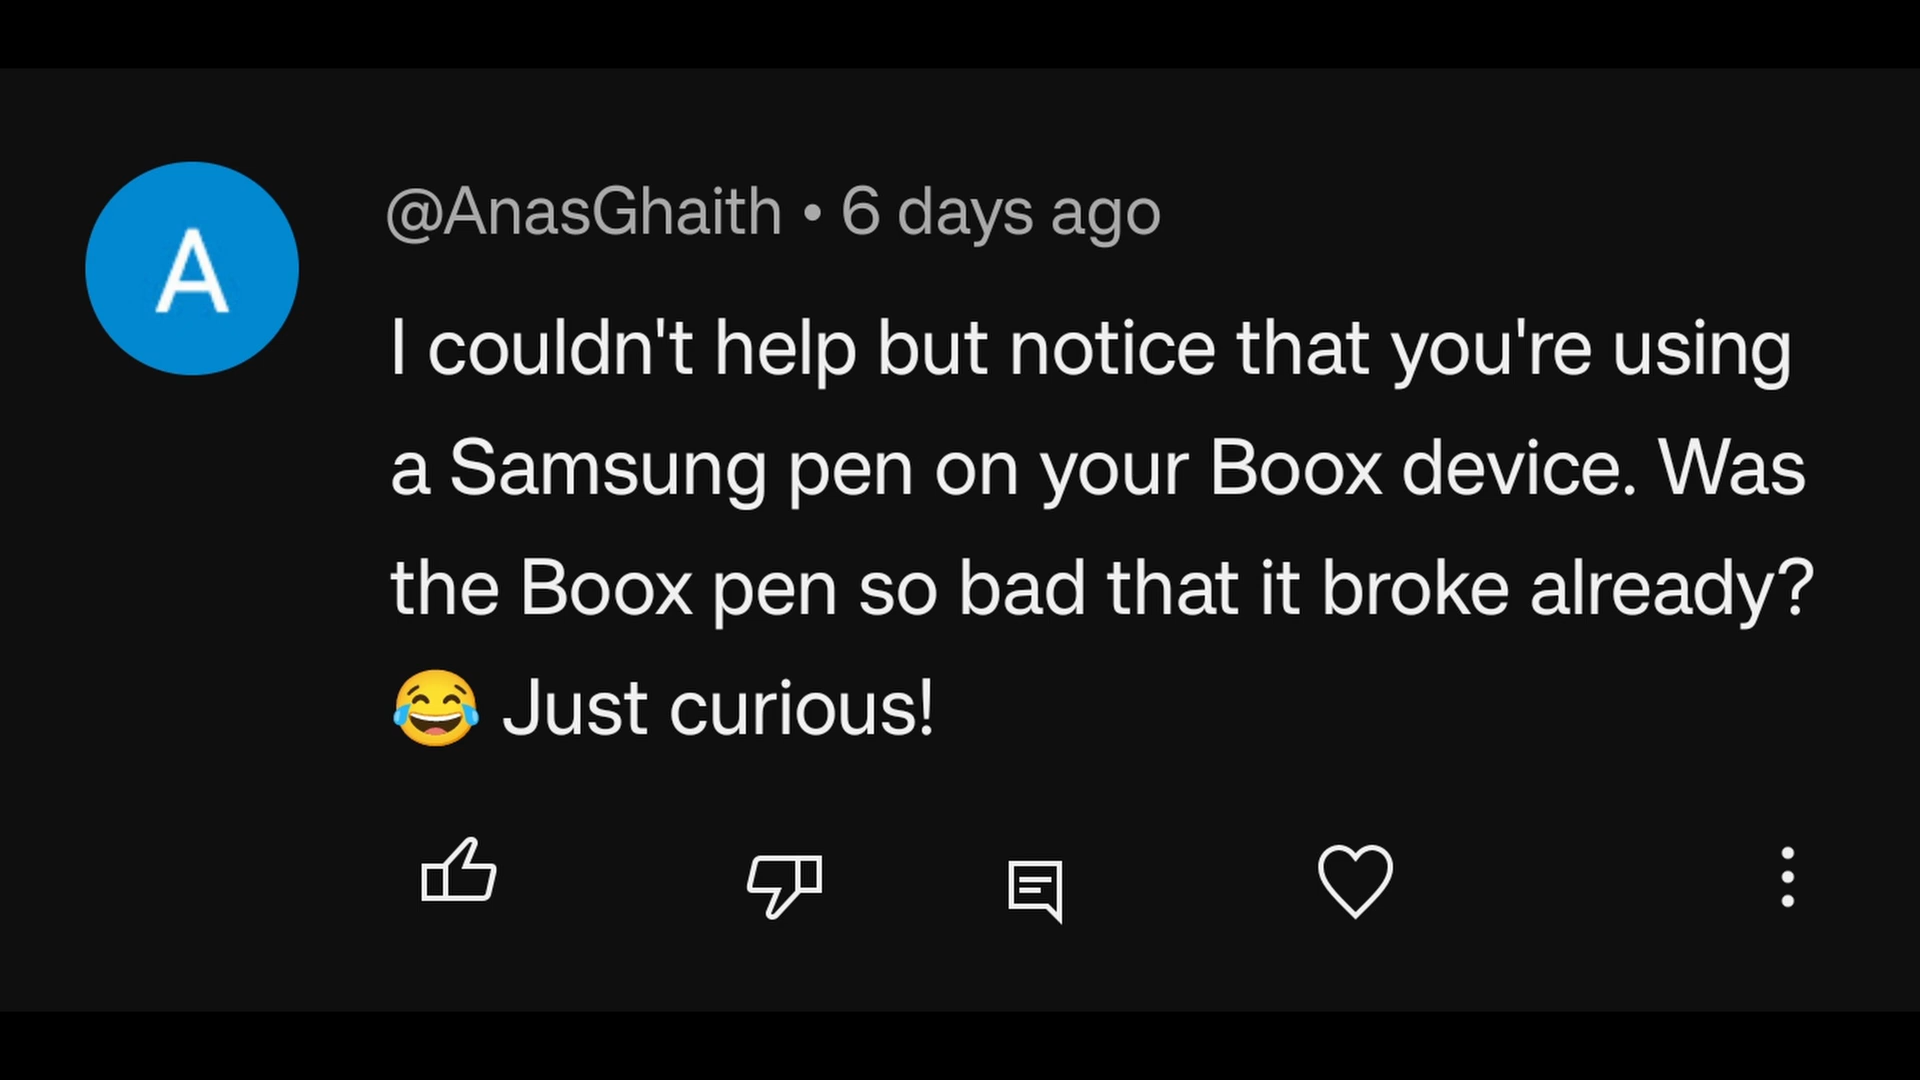 A
@AnasGhaith • 6 days ago
I couldn't help but notice that you're using
a Samsung pen on your Boox device. Was
the Boox pen so bad that it broke already?
😂 Just curious!